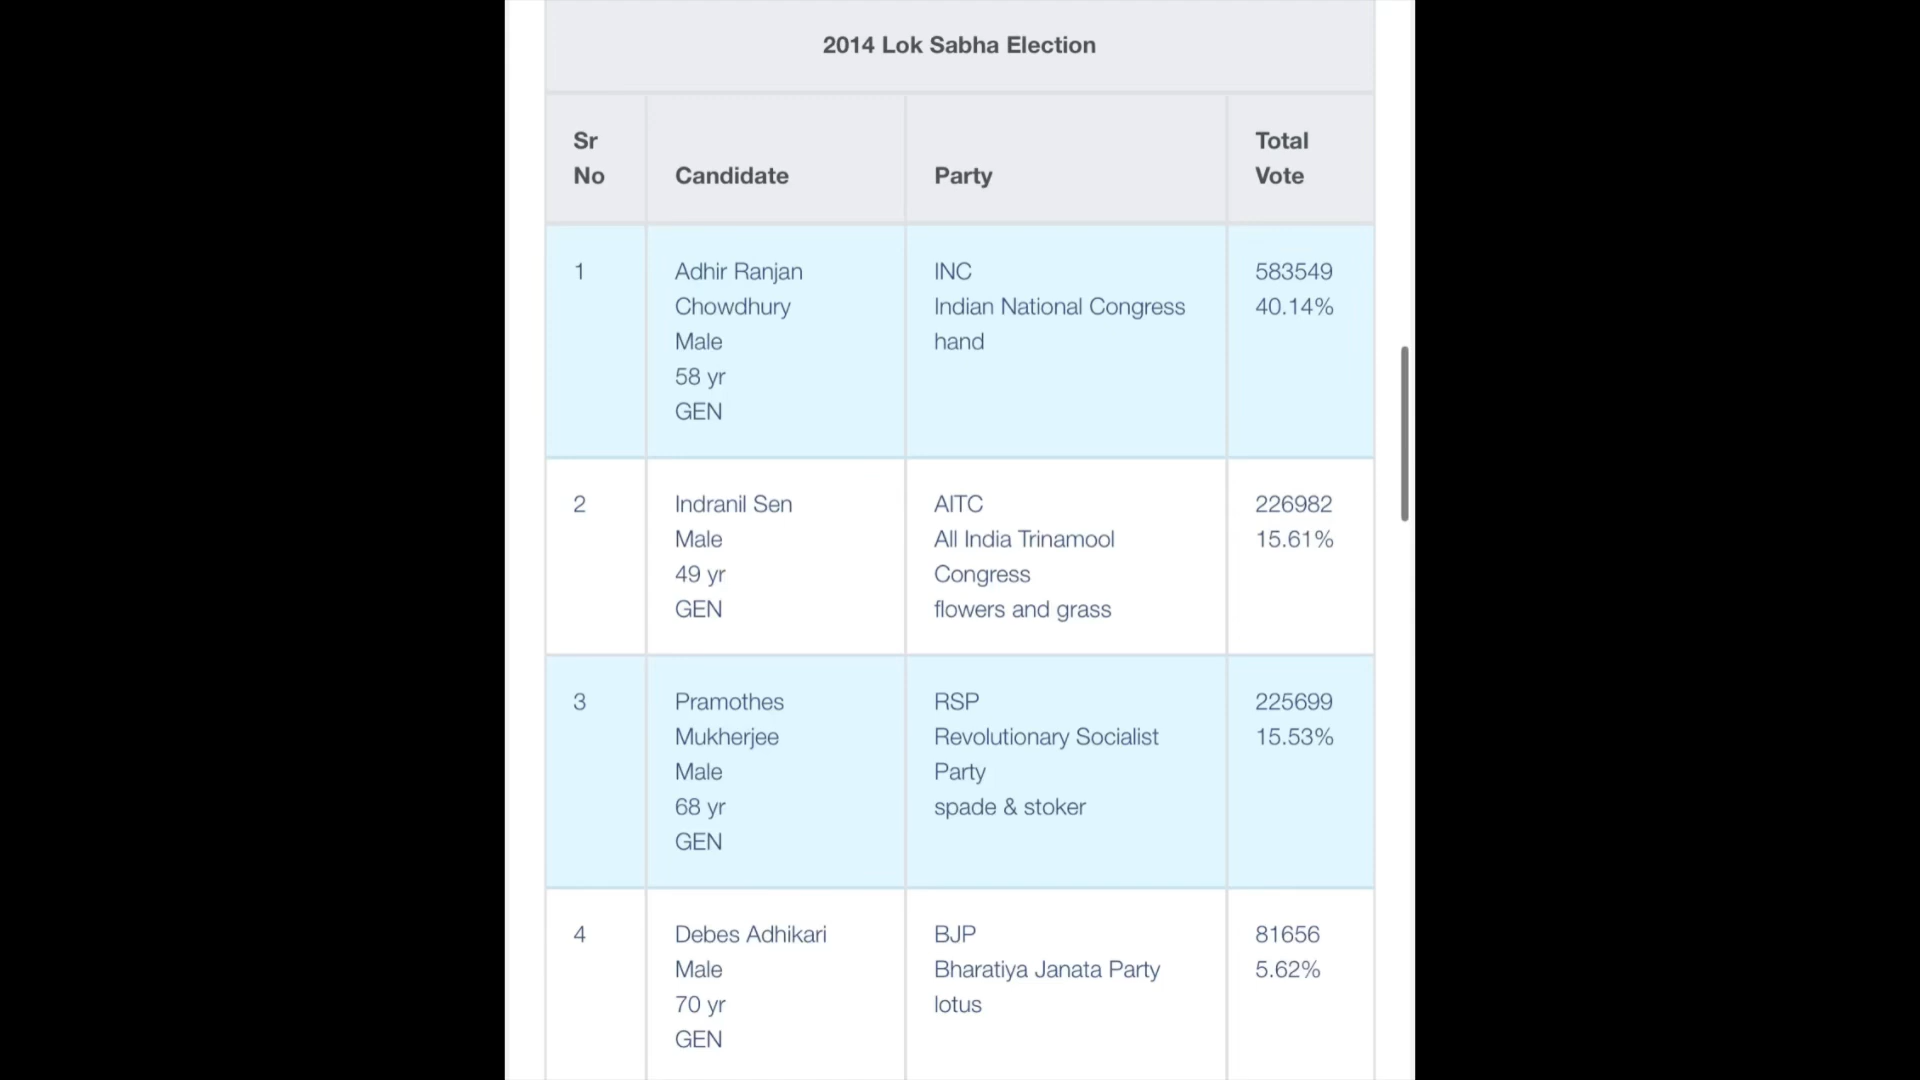 2014 Lok Sabha Election
Sr No
Candidate
Party
Total Vote
1
Adhir Ranjan
Chowdhury
Male
58 yr
GEN
INC
Indian National Congress
hand
583549
40.14%
2
Indranil Sen
Male
49 yr
GEN
AITC
All India Trinamool
Congress
flowers and grass
226982
15.61%
3
Pramothes
Mukherjee
Male
68 yr
GEN
RSP
Revolutionary Socialist
Party
spade & stoker
225699
15.53%
4
Debes Adhikari
Male
70 yr
GEN
BJP
Bharatiya Janata Party
lotus
81656
5.62%